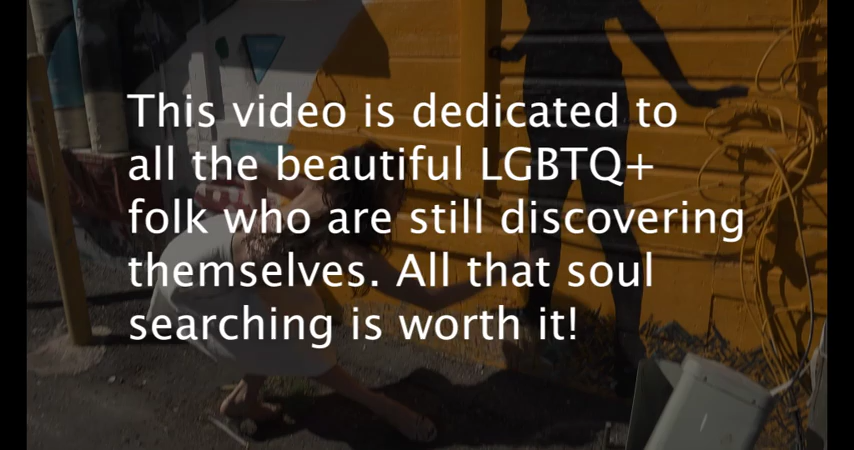 This video is dedicated to
all the beautiful LGBTQ+
folk who are still discovering
themselves. All that soul
searching is worth it!